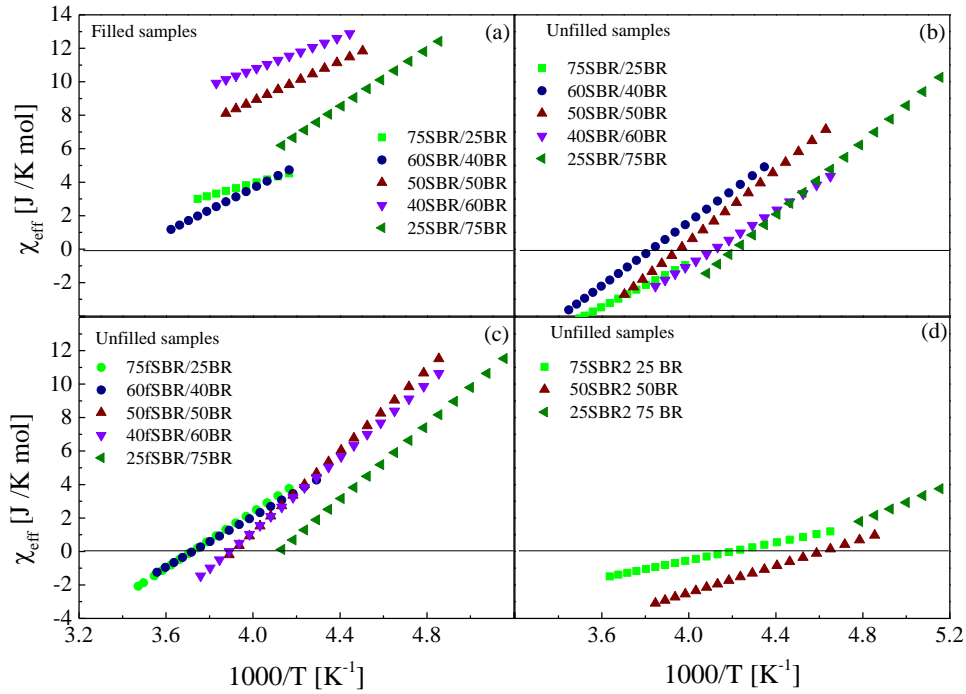 Filled samples
(a)
75SBR/25BR
60SBR/40BR
50SBR/50BR
40SBR/60BR
25SBR/75BR
χeff [J /K mol]
14
12
10
8
6
4
2
0
-2
Unfilled samples
(b)
75SBR/25BR
60SBR/40BR
50SBR/50BR
40SBR/60BR
25SBR/75BR
Unfilled samples
(c)
75fSBR/25BR
60fSBR/40BR
50fSBR/50BR
40fSBR/60BR
25fSBR/75BR
χeff [J /K mol]
12
10
8
6
4
2
0
-2
-4
3.2 3.6 4.0 4.4 4.8
1000/T [K-1]
Unfilled samples
(d)
75SBR2 25 BR
50SBR2 50BR
25SBR2 75 BR
3.6 4.0 4.4 4.8 5.2
1000/T [K-1]